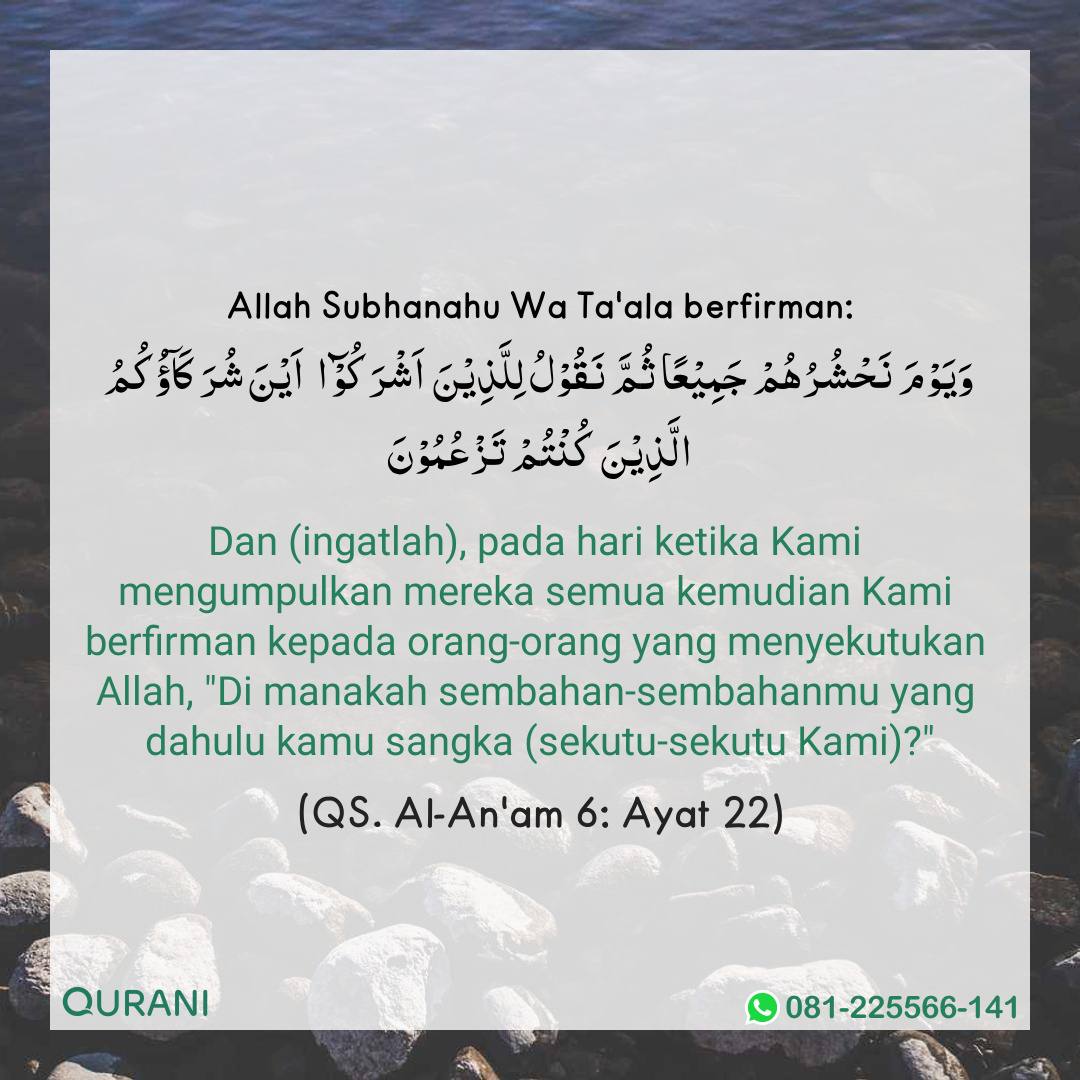 Allah Subhanahu Wa Ta'ala berfirman:
وَيَوْمَ نَحْشُرُهُمْ جَمِيْعًا ثُمَّ نَقُوْلُ لِلَّذِيْنَ اَشْرَكُوْۤا اَيْنَ شُرَكَآؤُكُمُ
الَّذِيْنَ كُنْتُمْ تَزْعُمُوْنَ
Dan (ingatlah), pada hari ketika Kami
mengumpulkan mereka semua kemudian Kami
berfirman kepada orang-orang yang menyekutukan
Allah, "Di manakah sembahan-sembahanmu yang
dahulu kamu sangka (sekutu-sekutu Kami)?"
(QS. Al-An'am 6: Ayat 22)
QURANI
081-225566-141